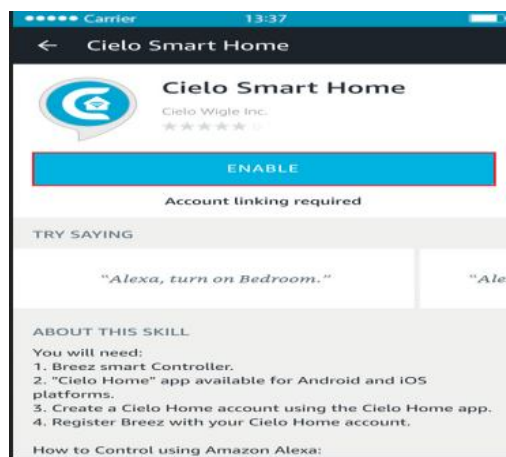 Carrier 13:37
Cielo Smart Home
Cielo Smart Home
Cielo Wigle Inc.
ENABLE
Account linking required
TRY SAYING
"Alexa, turn on Bedroom." "Ale
ABOUT THIS SKILL
You will need:
1. Breez smart Controller.
2. "Cielo Home" app available for Android and iOS
platforms.
3. Create a Cielo Home account using the Cielo Home app.
4. Register Breez with your Cielo Home account.
How to Control using Amazon Alexa: